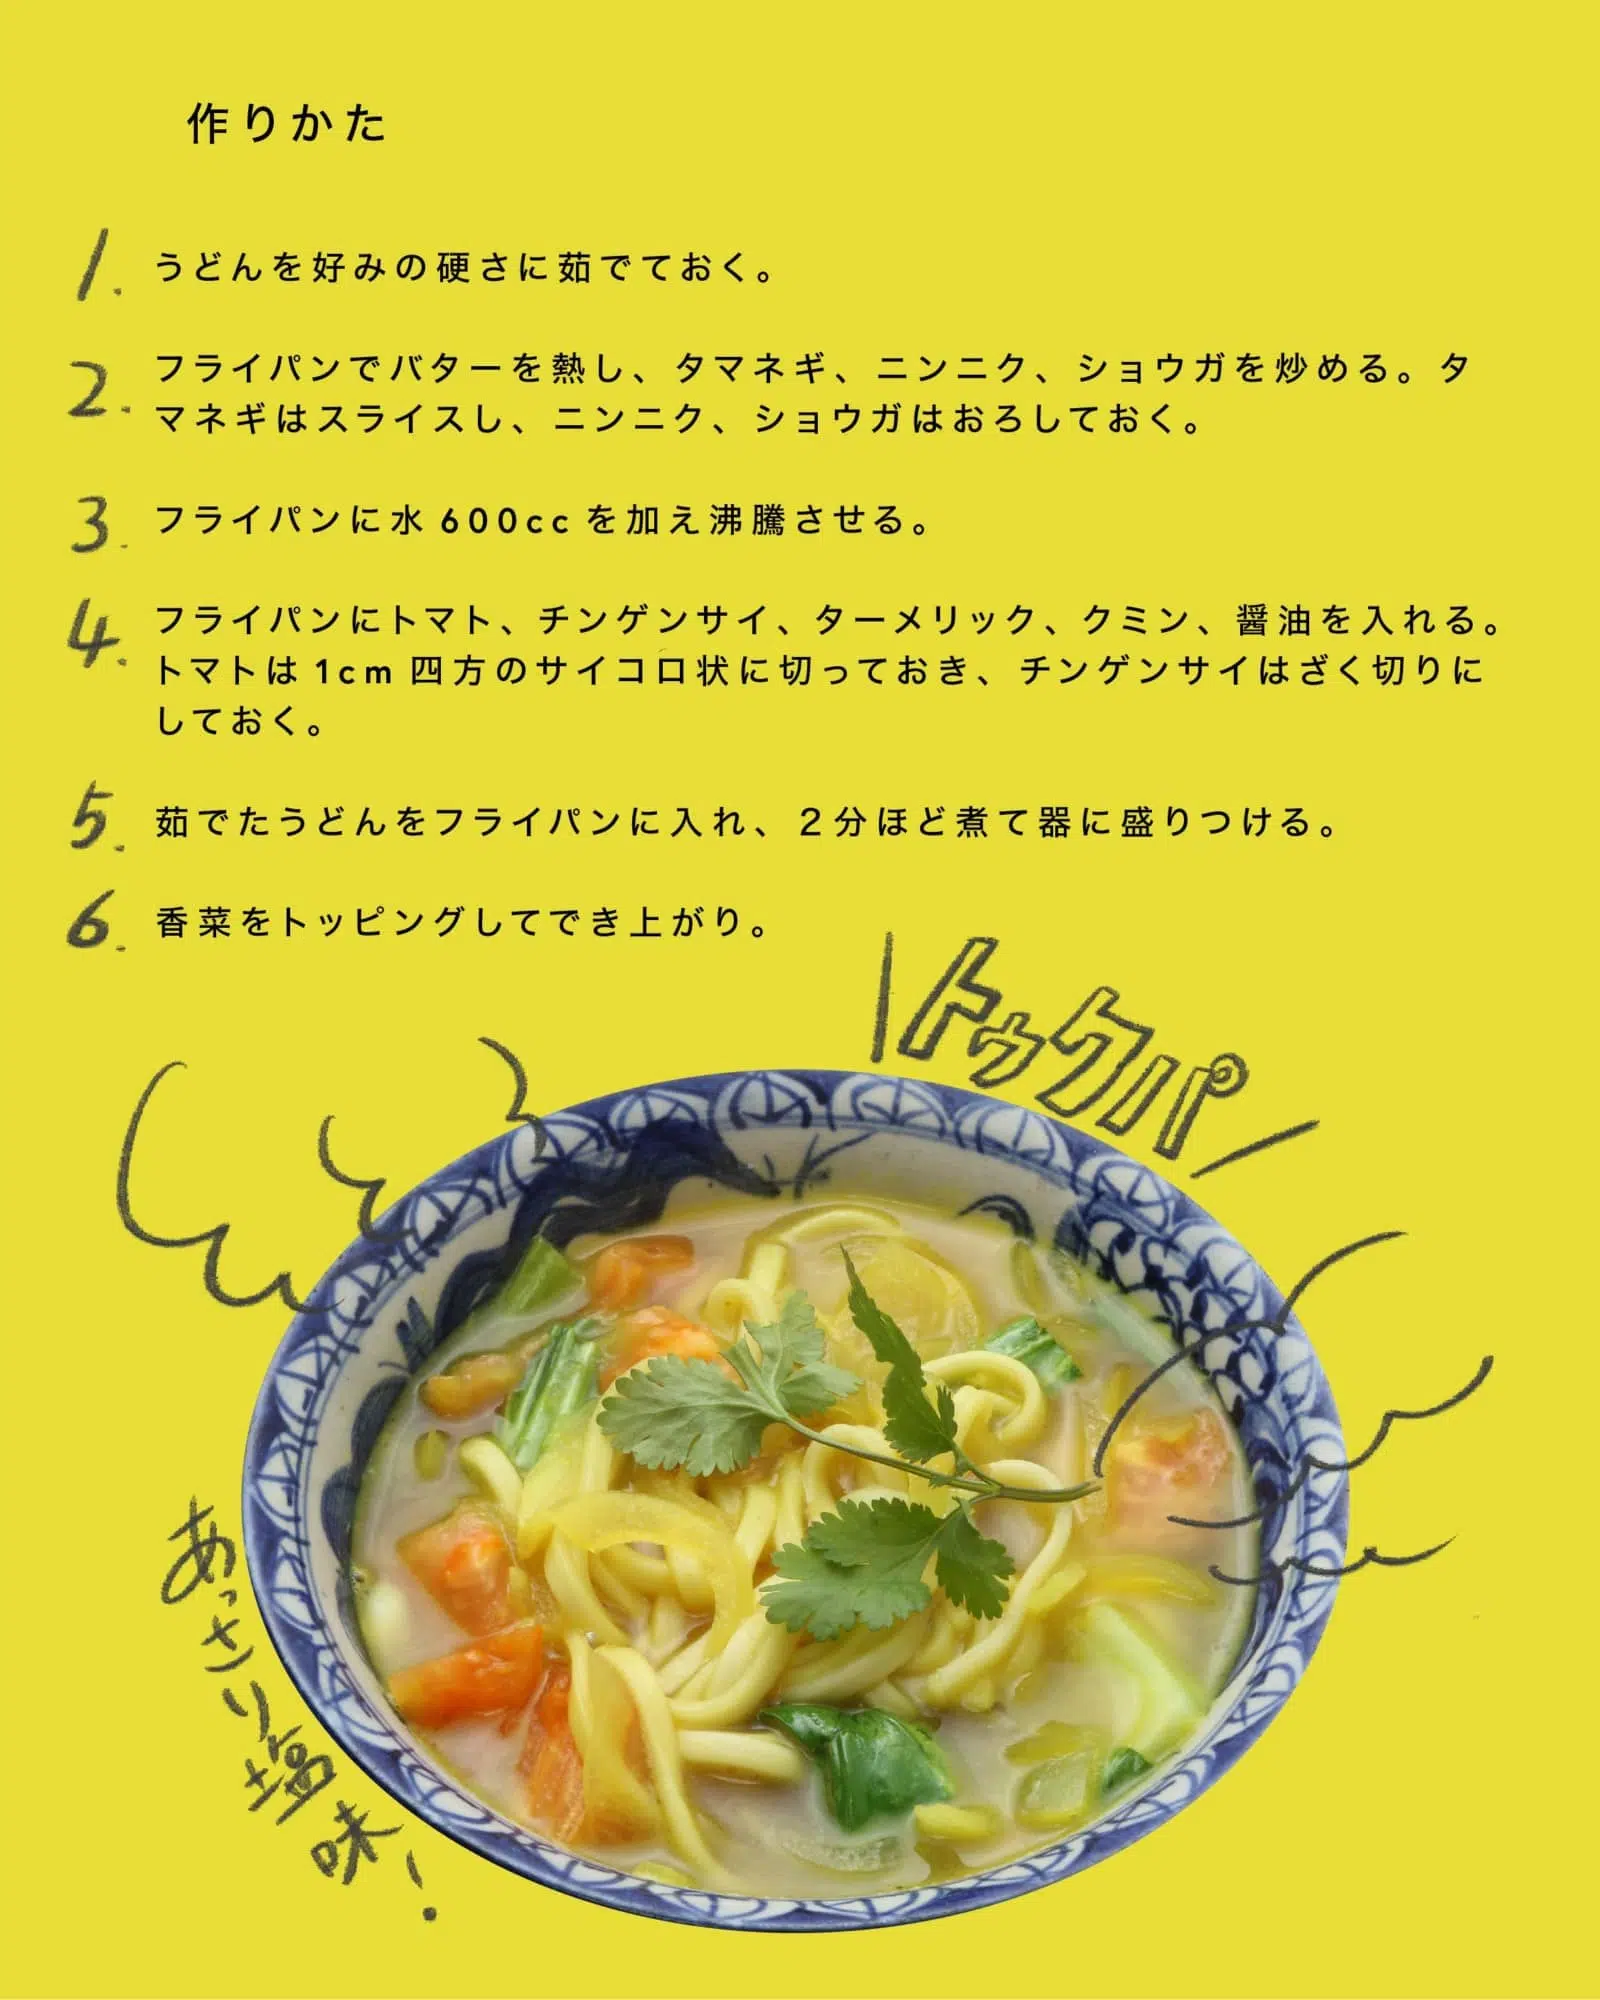 作りかた
1. うどんを好みの硬さに茹でておく。
2. フライパンでバターを熱し、タマネギ、ニンニク、ショウガを炒める。タ
マネギはスライスし、ニンニク、ショウガはおろしておく。
3. フライパンに水 600cc を加え沸騰させる。
4. フライパンにトマト、チンゲンサイ、ターメリック、クミン、醤油を入れる。
トマトは 1cm 四方のサイコロ状に切っておき、チンゲンサイはざく切りに
しておく。
5. 茹でたうどんをフライパンに入れ、2分ほど煮て器に盛りつける。
6. 香菜をトッピングしてでき上がり。
トゥクパ
あっさり塩味!